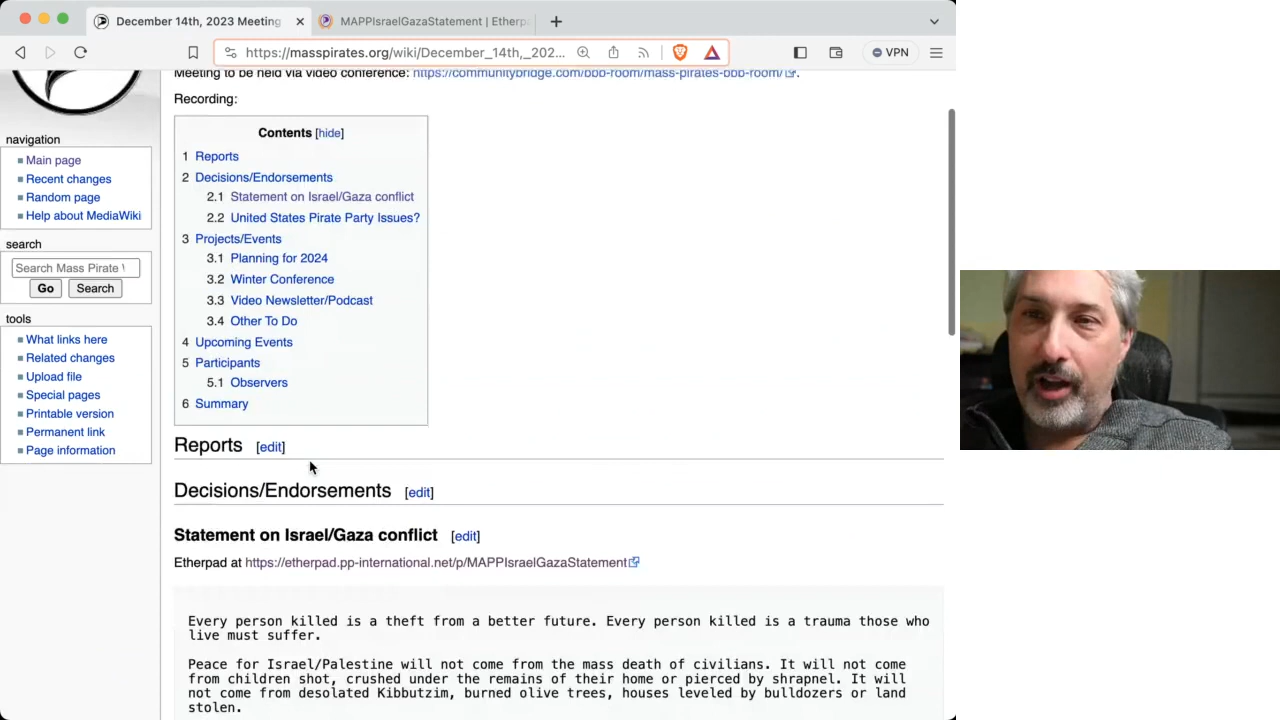 December 14th, 2023 Meeting
MAPPIsraelGazaStatement | Etherp
https://masspirates.org/wiki/December_14th,_202...
VPN
Meeting to be held via video conference: https://communitybridge.com/bbb-room/mass-pirates-bbb-room/.
Recording:
Contents [hide]
1 Reports
2 Decisions/Endorsements
2.1 Statement on Israel/Gaza conflict
2.2 United States Pirate Party Issues?
3 Projects/Events
3.1 Planning for 2024
3.2 Winter Conference
3.3 Video Newsletter/Podcast
3.4 Other To Do
4 Upcoming Events
5 Participants
5.1 Observers
6 Summary
navigation
Main page
Recent changes
Random page
Help about MediaWiki
search
Search Mass Pirate
Go Search
tools
What links here
Related changes
Upload file
Special pages
Printable version
Permanent link
Page information
Reports [edit]
Decisions/Endorsements [edit]
Statement on Israel/Gaza conflict [edit]
Etherpad at https://etherpad.pp-international.net/p/MAPPIsraelGazaStatement
Every person killed is a theft from a better future. Every person killed is a trauma those who
live must suffer.
Peace for Israel/Palestine will not come from the mass death of civilians. It will not come
from children shot, crushed under the remains of their home or pierced by shrapnel. It will
not come from desolated Kibbutzim, burned olive trees, houses leveled by bulldozers or land
stolen.